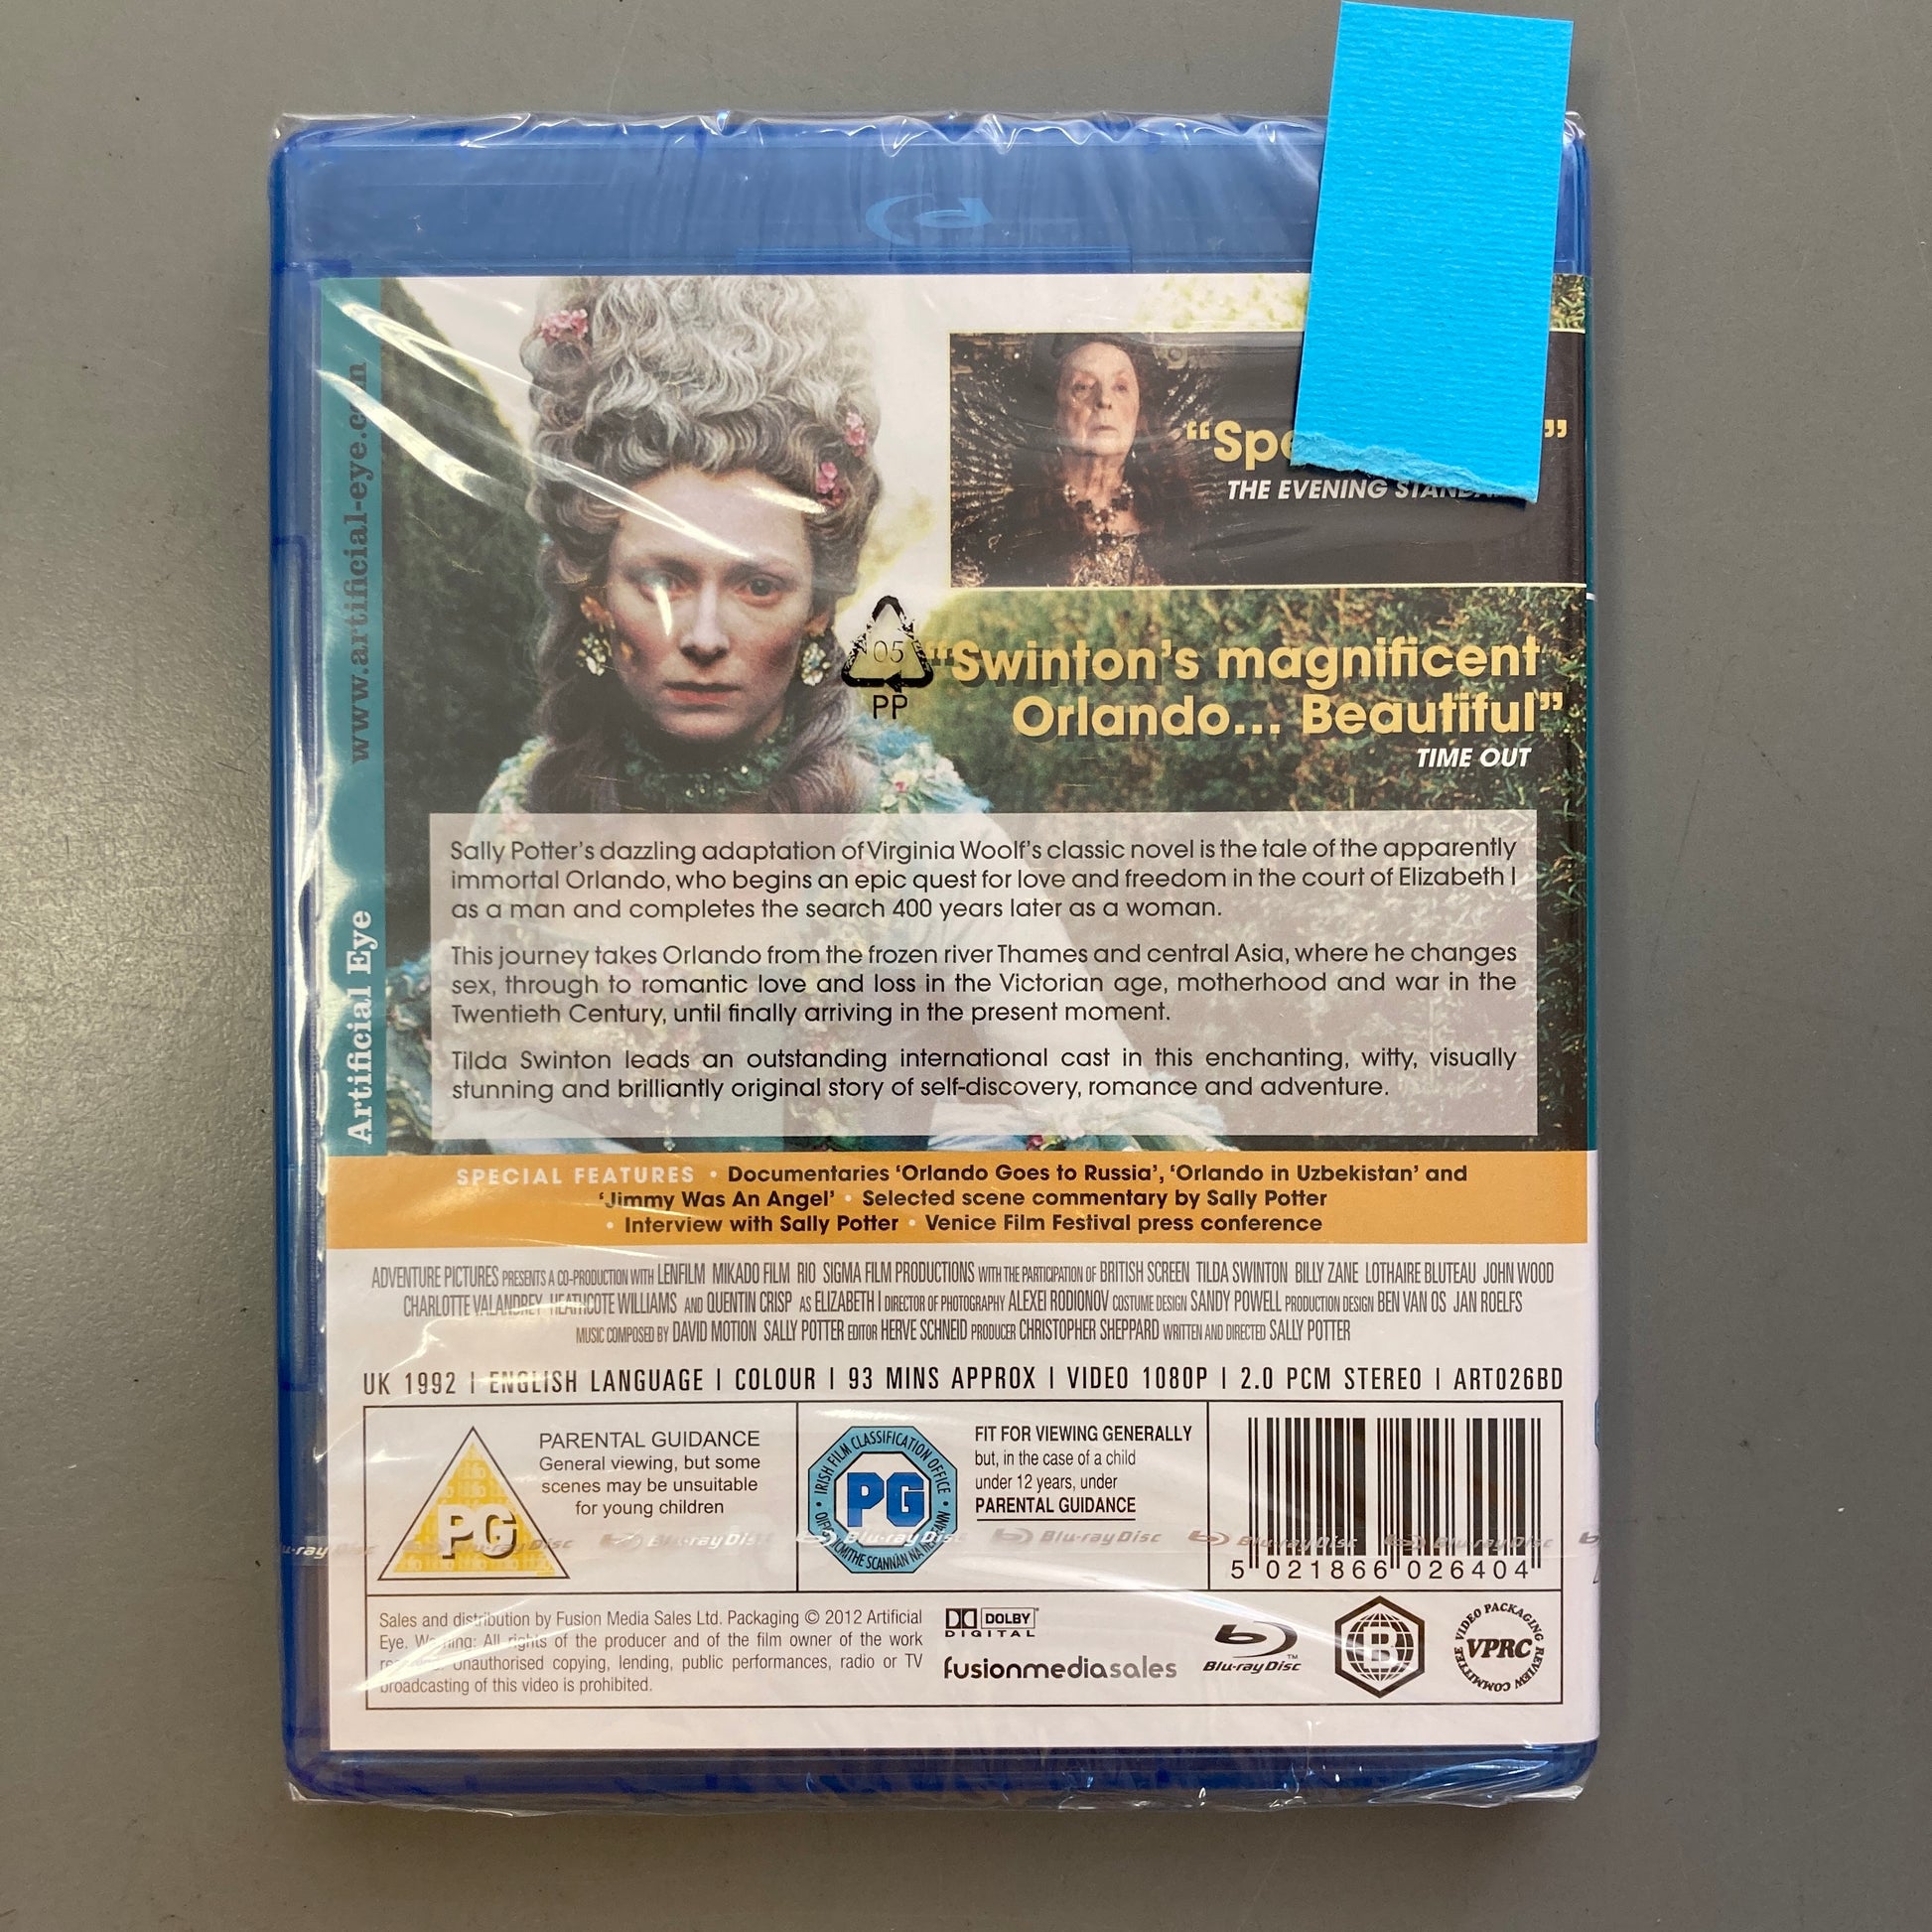 www.artificial-eye.com
Artificial Eye
”
THE EVENING
05
PP
“Swinton’s magnificent
Orlando... Beautiful”
TIME OUT
Sally Potter’s dazzling adaptation of Virginia Woolf’s classic novel is the tale of the apparently
immortal Orlando, who begins an epic quest for love and freedom in the court of Elizabeth I
as a man and completes the search 400 years later as a woman.
This journey takes Orlando from the frozen river Thames and central Asia, where he changes
sex, through to romantic love and loss in the Victorian age, motherhood and war in the
Twentieth Century, until finally arriving in the present moment.
Tilda Swinton leads an outstanding international cast in this enchanting, witty, visually
stunning and brilliantly original story of self-discovery, romance and adventure.
SPECIAL FEATURES • Documentaries ‘Orlando Goes to Russia’, ‘Orlando in Uzbekistan’ and
‘Jimmy Was An Angel’ • Selected scene commentary by Sally Potter
• Interview with Sally Potter • Venice Film Festival press conference
ADVENTURE PICTURES PRESENTS A CO-PRODUCTION WITH LENFILM MIKADO FILM RIO SIGMA FILM PRODUCTIONS WITH THE PARTICIPATION OF BRITISH SCREEN TILDA SWINTON BILLY ZANE LOTHAIRE BLUTEAU JOHN WOOD
CHARLOTTE VALANDREY HEATHCOTE WILLIAMS AND QUENTIN CRISP AS ELIZABETH I DIRECTOR OF PHOTOGRAPHY ALEXEI RODIONOV COSTUME DESIGN SANDY POWELL PRODUCTION DESIGN BEN VAN OS JAN ROELFS
MUSIC COMPOSED BY DAVID MOTION SALLY POTTER EDITOR HERVE SCHNEID PRODUCER CHRISTOPHER SHEPPARD WRITTEN AND DIRECTED SALLY POTTER
UK 1992 | ENGLISH LANGUAGE | COLOUR | 93 MINS APPROX | VIDEO 1080P | 2.0 PCM STEREO | ART026BD
PG
PARENTAL GUIDANCE
General viewing, but some
scenes may be unsuitable
for young children
IRISH FILM CLASSIFICATION OFFICE
PG
FIT FOR VIEWING GENERALLY
but, in the case of a child
under 12 years, under
PARENTAL GUIDANCE
Blu-ray Disc Blu-ray Disc Blu-ray Disc Blu-ray Disc
5 021866 026404
Sales and distribution by Fusion Media Sales Ltd. Packaging © 2012 Artificial
Eye. Warning: All rights of the producer and of the film owner of the work
Unauthorised copying, lending, public performances, radio or TV
broadcasting of this video is prohibited.
DOLBY
DIGITAL
fusionmediasales
Blu-ray Disc™
B
VIDEO PACKAGING REVIEW COMMITTEE
VPRC